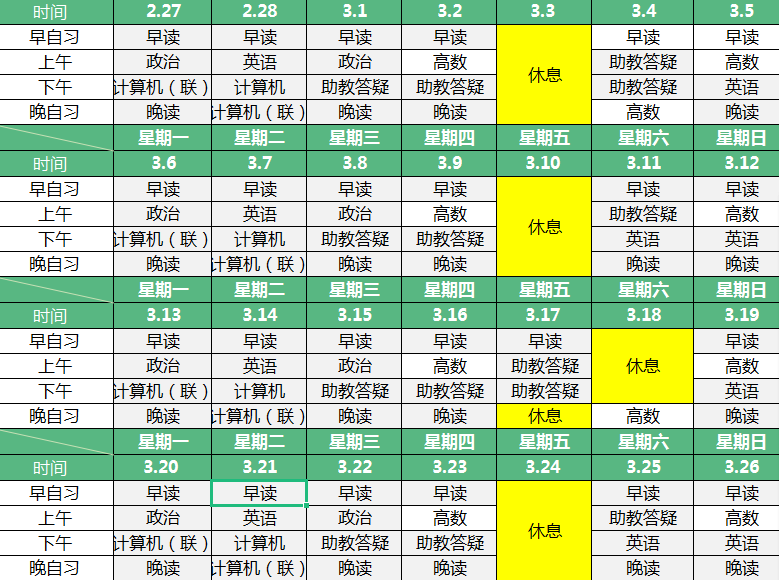 时间 2.27 2.28 3.1 3.2 3.3 3.4 3.5
早自习 早读 早读 早读 早读 休息 早读 早读
上午 政治 英语 政治 高数 助教答疑 高数
下午 计算机（联） 计算机 助教答疑 助教答疑 助教答疑 英语
晚自习 晚读 计算机（联） 晚读 晚读 高数 晚读
星期一 星期二 星期三 星期四 星期五 星期六 星期日
时间 3.6 3.7 3.8 3.9 3.10 3.11 3.12
早自习 早读 早读 早读 早读 休息 早读 早读
上午 政治 英语 政治 高数 助教答疑 高数
下午 计算机（联） 计算机 助教答疑 助教答疑 英语 英语
晚自习 晚读 计算机（联） 晚读 晚读 晚读 晚读
星期一 星期二 星期三 星期四 星期五 星期六 星期日
时间 3.13 3.14 3.15 3.16 3.17 3.18 3.19
早自习 早读 早读 早读 早读 早读 休息 早读
上午 政治 英语 政治 高数 助教答疑 高数
下午 计算机（联） 计算机 助教答疑 助教答疑 助教答疑 英语
晚自习 晚读 计算机（联） 晚读 晚读 休息 高数 晚读
星期一 星期二 星期三 星期四 星期五 星期六 星期日
时间 3.20 3.21 3.22 3.23 3.24 3.25 3.26
早自习 早读 早读 早读 早读 休息 早读 早读
上午 政治 英语 政治 高数 助教答疑 高数
下午 计算机（联） 计算机 助教答疑 助教答疑 英语 英语
晚自习 晚读 计算机（联） 晚读 晚读 晚读 晚读